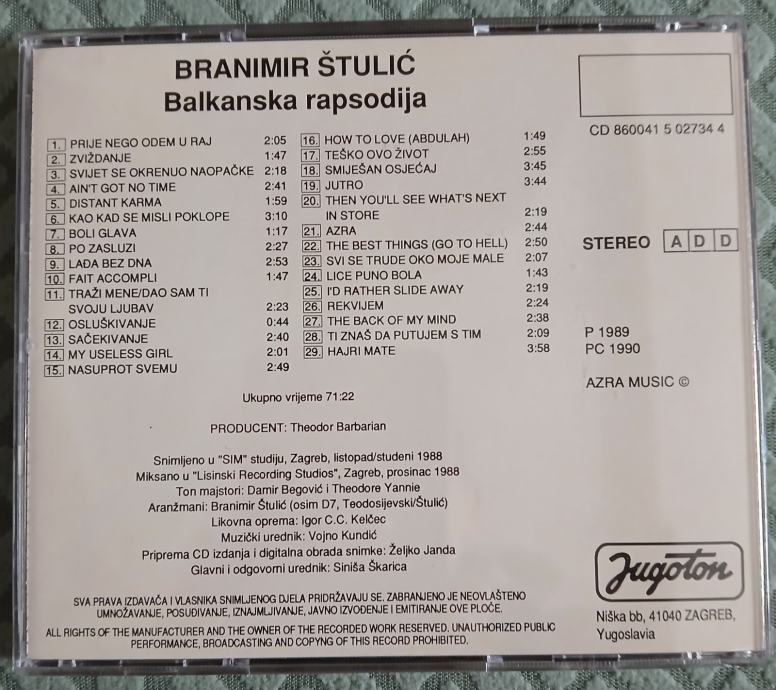 BRANIMIR ŠTULIĆ
Balkanska rapsodija
1. PRIJE NEGO ODEM U RAJ 2:05
2. ZVIŽDANJE 1:47
3. SVIJET SE OKRENUO NAOPAČKE 2:18
4. AIN'T GOT NO TIME 2:41
5. DISTANT KARMA 1:59
6. KAO KAD SE MISLI POKLOPE 3:10
7. BOLI GLAVA 1:17
8. PO ZASLUZI 2:27
9. LAĐA BEZ DNA 2:53
10. FAIT ACCOMPLI 1:47
11. TRAŽI MENE/DAO SAM TI
SVOJU LJUBAV 2:23
12. OSLUŠKIVANJE 0:44
13. SAČEKIVANJE 2:40
14. MY USELESS GIRL 2:01
15. NASUPROT SVEMU 2:49
16. HOW TO LOVE (ABDULAH) 1:49
17. TEŠKO OVO ŽIVOT 2:55
18. SMIJEŠAN OSJEĆAJ 3:45
19. JUTRO 3:44
20. THEN YOU'LL SEE WHAT'S NEXT
IN STORE 2:19
21. AZRA 2:44
22. THE BEST THINGS (GO TO HELL) 2:50
23. SVI SE TRUDE OKO MOJE MALE 2:07
24. LICE PUNO BOLA 1:43
25. I'D RATHER SLIDE AWAY 2:19
26. REKVIJEM 2:24
27. THE BACK OF MY MIND 2:38
28. TI ZNAŠ DA PUTUJEM S TIM 2:09
29. HAJRI MATE 3:58
Ukupno vrijeme 71:22
PRODUCENT: Theodor Barbarian
Snimljeno u "SIM" studiju, Zagreb, listopad/studeni 1988
Miksano u "Lisinski Recording Studios", Zagreb, prosinac 1988
Ton majstori: Damir Begović i Theodore Yannie
Aranžmani: Branimir Štulić (osim D7, Teodosijevski/Štulić)
Likovna oprema: Igor C.C. Kelčec
Muzički urednik: Vojno Kundić
Priprema CD izdanja i digitalna obrada snimke: Željko Janda
Glavni i odgovorni urednik: Siniša Škarica
SVA PRAVA IZDAVAČA I VLASNIKA SNIMLJENOG DJELA PRIDRŽAVAJU SE. ZABRANJENO JE NEOVLAŠTENO
UMNOŽAVANJE, POSUĐIVANJE, IZNAJMLJIVANJE, JAVNO IZVOĐENJE I EMITIRANJE OVE PLOČE.
ALL RIGHTS OF THE MANUFACTURER AND THE OWNER OF THE RECORDED WORK RESERVED. UNAUTHORIZED PUBLIC
PERFORMANCE, BROADCASTING AND COPYNG OF THIS RECORD PROHIBITED.
CD 860041 5 02734 4
STEREO A D D
P 1989
PC 1990
AZRA MUSIC ©
Jugoton
Niška bb, 41040 ZAGREB,
Yugoslavia